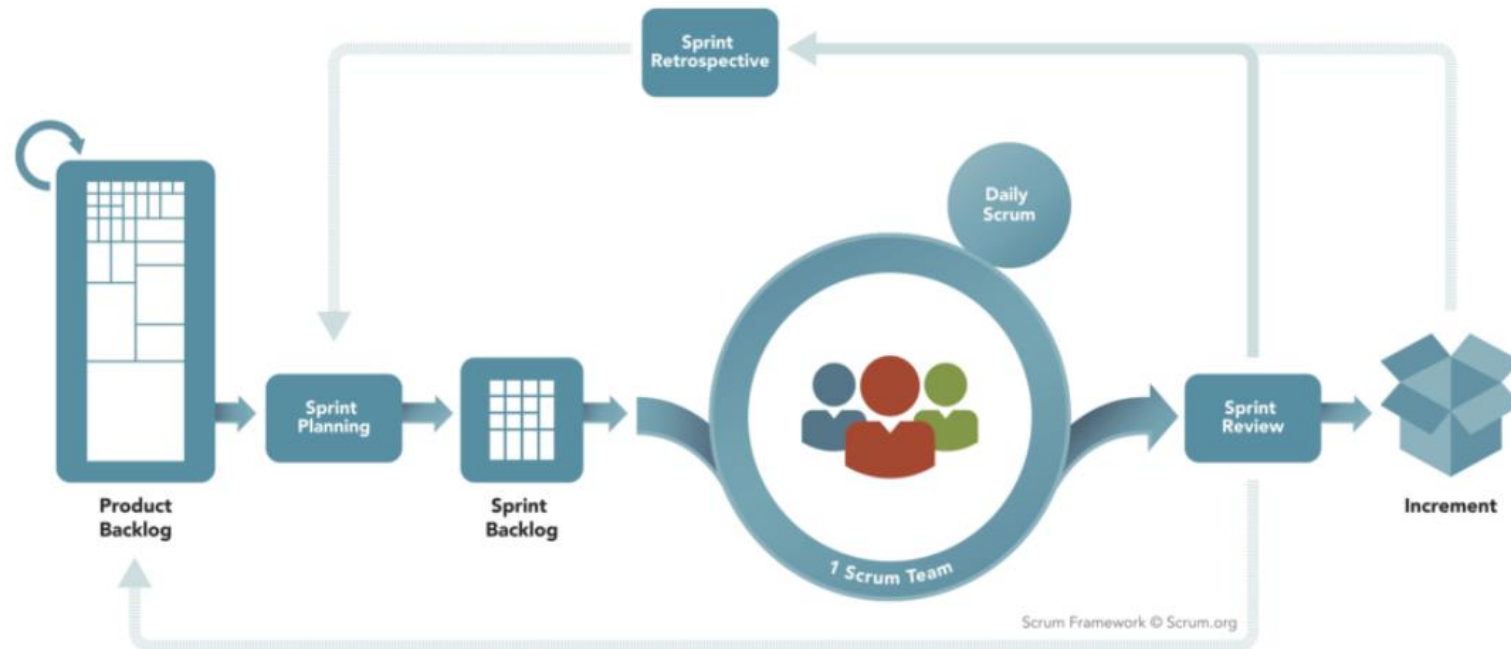 Sprint
Retrospective
Daily
Scrum
Sprint
Planning
Sprint
Review
Product
Backlog
Sprint
Backlog
Increment
1 Scrum Team
Scrum Framework © Scrum.org